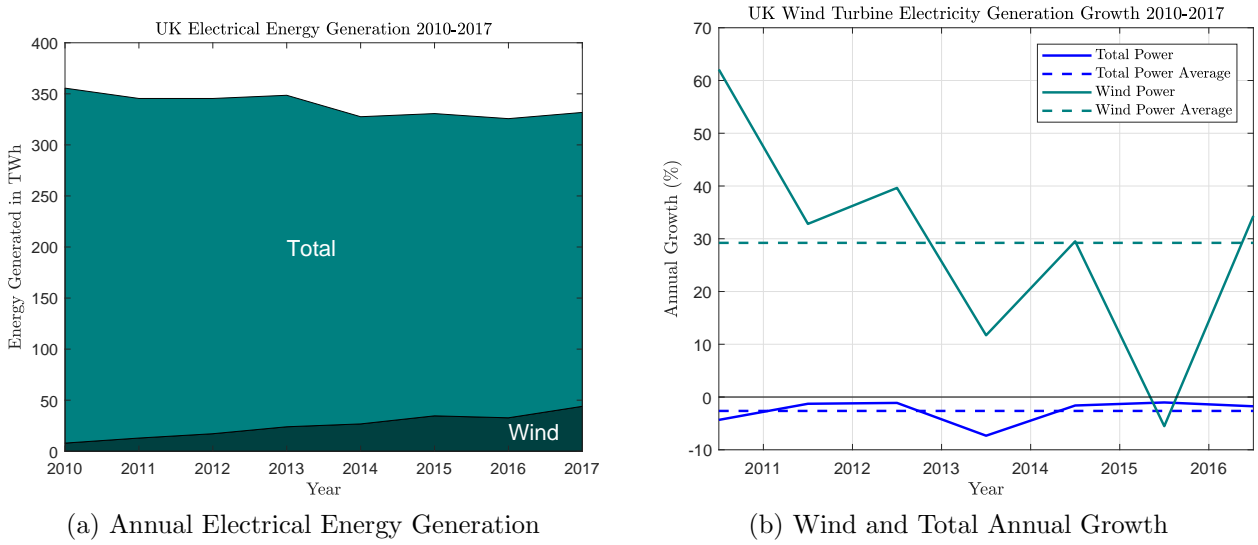 UK Electrical Energy Generation 2010-2017
400
350
300
250
200
150
100
50
0
Energy Generated in TWh
Total
Wind
2010 2011 2012 2013 2014 2015 2016 2017
Year
(a) Annual Electrical Energy Generation
UK Wind Turbine Electricity Generation Growth 2010-2017
70
60
50
40
30
20
10
0
-10
Annual Growth (%)
Total Power
Total Power Average
Wind Power
Wind Power Average
2011 2012 2013 2014 2015 2016
Year
(b) Wind and Total Annual Growth